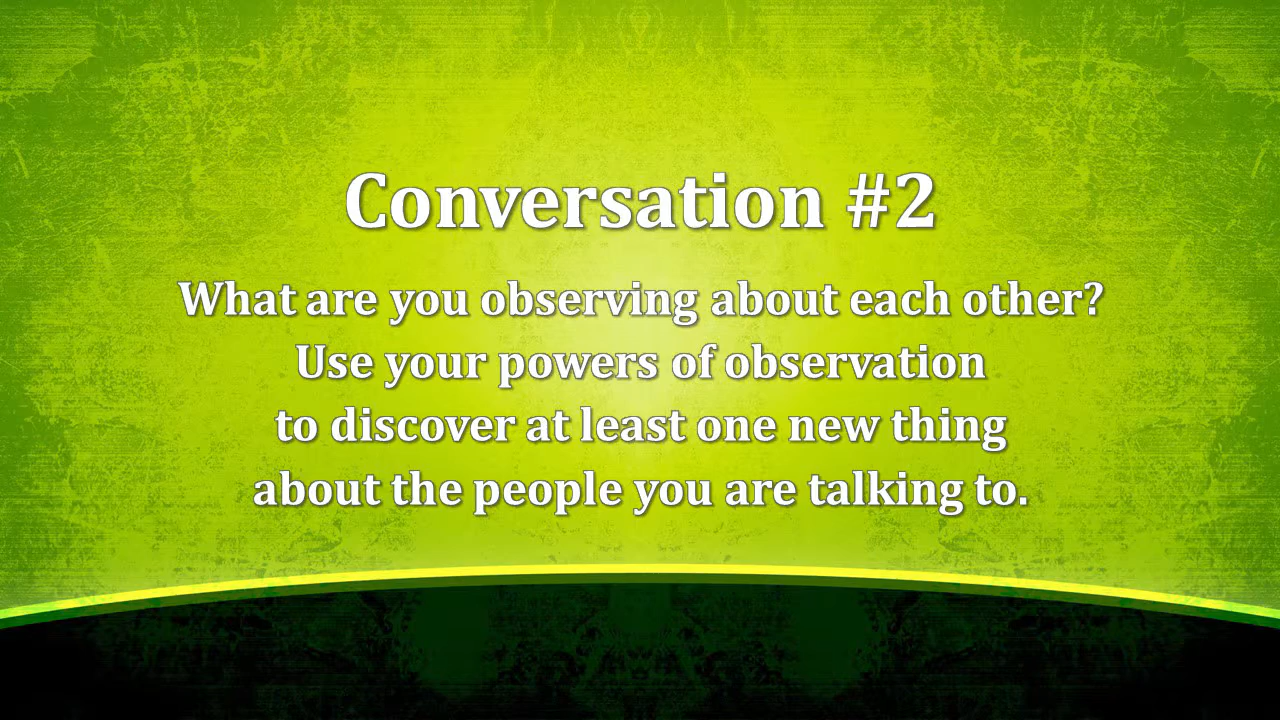 Conversation #2
What are you observing about each other?
Use your powers of observation
to discover at least one new thing
about the people you are talking to.